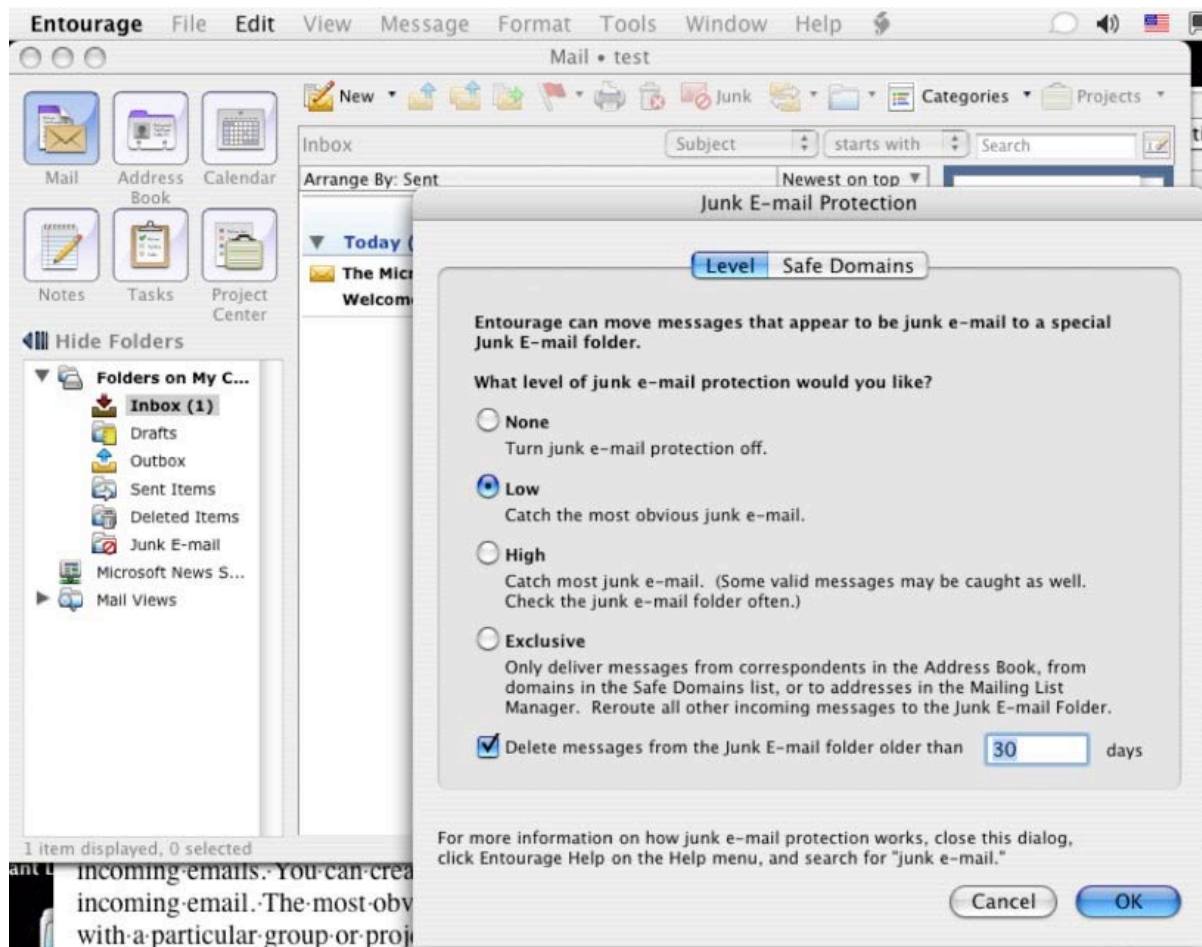 Entourage File Edit View Message Format Tools Window Help
Mail • test
New Junk Categories Projects
Mail Address Book Calendar
Notes Tasks Project Center
Inbox Subject starts with Search
Arrange By: Sent Newest on top
Today (
The Micr
Welcom
Hide Folders
Folders on My C...
Inbox (1)
Drafts
Outbox
Sent Items
Deleted Items
Junk E-mail
Microsoft News S...
Mail Views
1 item displayed, 0 selected
Junk E-mail Protection
Level Safe Domains
Entourage can move messages that appear to be junk e-mail to a special
Junk E-mail folder.
What level of junk e-mail protection would you like?
None
Turn junk e-mail protection off.
Low
Catch the most obvious junk e-mail.
High
Catch most junk e-mail. (Some valid messages may be caught as well.
Check the junk e-mail folder often.)
Exclusive
Only deliver messages from correspondents in the Address Book, from
domains in the Safe Domains list, or to addresses in the Mailing List
Manager. Reroute all other incoming messages to the Junk E-mail Folder.
Delete messages from the Junk E-mail folder older than 30 days
For more information on how junk e-mail protection works, close this dialog,
click Entourage Help on the Help menu, and search for "junk e-mail."
Cancel OK
incoming·emails.·You·can·crea
incoming·email.·The·most·obv
with·a·particular·group·or·proj